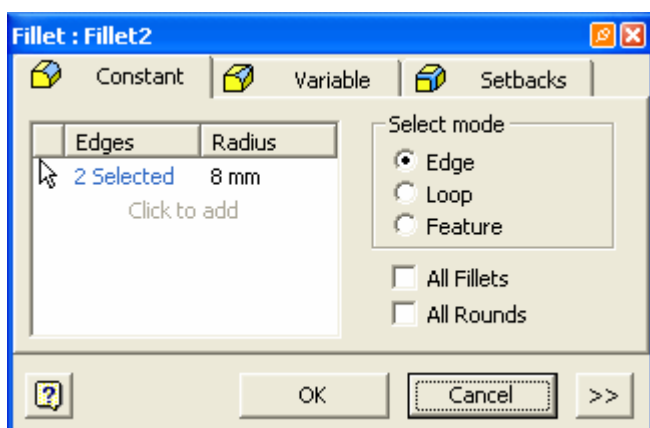 Fillet : Fillet2
Constant Variable Setbacks
Edges Radius
2 Selected 8 mm
Click to add
Select mode
Edge
Loop
Feature
All Fillets
All Rounds
? OK Cancel >>